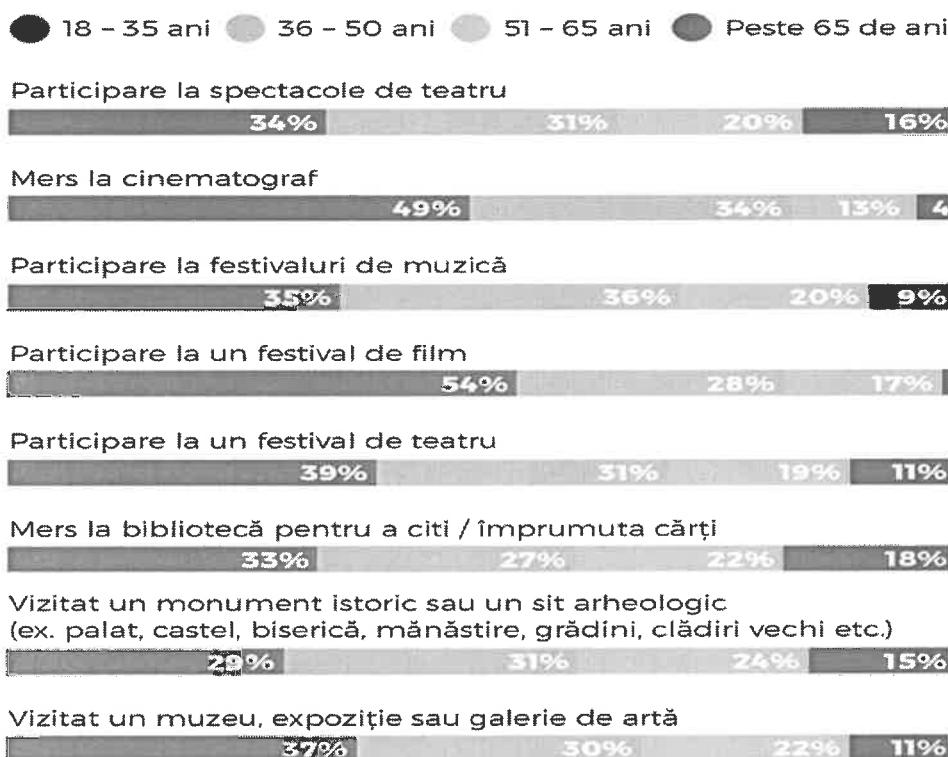 18 – 35 ani 36 – 50 ani 51 – 65 ani Peste 65 de ani
Participare la spectacole de teatru
34% 31% 20% 16%
Mers la cinematograf
49% 34% 13% 4
Participare la festivaluri de muzică
35% 36% 20% 9%
Participare la un festival de film
54% 28% 17%
Participare la un festival de teatru
39% 31% 19% 11%
Mers la bibliotecă pentru a citi / împrumuta cărți
33% 27% 22% 18%
Vizitat un monument istoric sau un sit arheologic
(ex. palat, castel, biserică, mănăstire, grădini, clădiri vechi etc.)
29% 31% 24% 15%
Vizitat un muzeu, expoziție sau galerie de artă
37% 30% 22% 11%